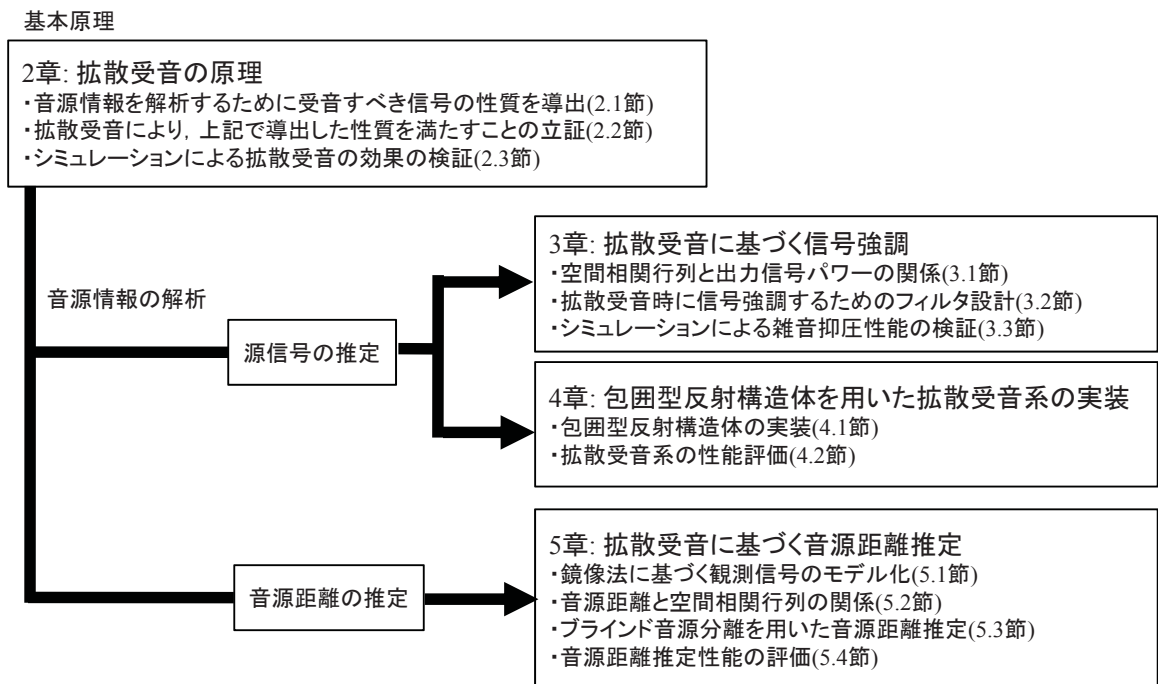 基本原理
2章: 拡散受音の原理
・音源情報を解析するために受音すべき信号の性質を導出(2.1節)
・拡散受音により，上記で導出した性質を満たすことの立証(2.2節)
・シミュレーションによる拡散受音の効果の検証(2.3節)
音源情報の解析
源信号の推定
3章: 拡散受音に基づく信号強調
・空間相関行列と出力信号パワーの関係(3.1節)
・拡散受音時に信号強調するためのフィルタ設計(3.2節)
・シミュレーションによる雑音抑圧性能の検証(3.3節)
4章: 包囲型反射構造体を用いた拡散受音系の実装
・包囲型反射構造体の実装(4.1節)
・拡散受音系の性能評価(4.2節)
音源距離の推定
5章: 拡散受音に基づく音源距離推定
・鏡像法に基づく観測信号のモデル化(5.1節)
・音源距離と空間相関行列の関係(5.2節)
・ブラインド音源分離を用いた音源距離推定(5.3節)
・音源距離推定性能の評価(5.4節)